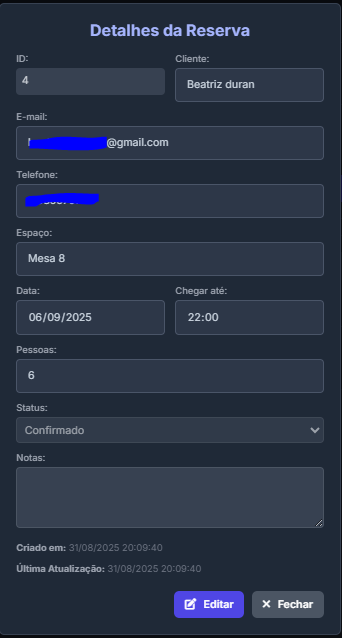 Detalhes da Reserva
ID:
Cliente:
4
Beatriz duran
E-mail:
@gmail.com
Telefone:
Espaço:
Mesa 8
Data:
Chegar até:
06/09/2025
22:00
Pessoas:
6
Status:
Confirmado
Notas:
Criado em: 31/08/2025 20:09:40
Última Atualização: 31/08/2025 20:09:40
Editar
Fechar